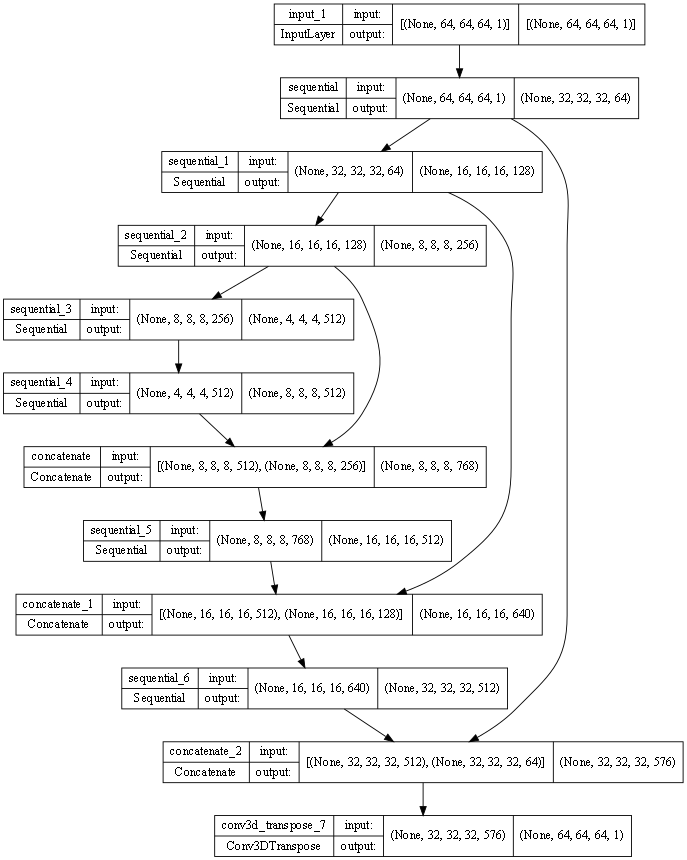 input_1 input: [(None, 64, 64, 64, 1)] [(None, 64, 64, 64, 1)]
InputLayer output:
sequential input: (None, 64, 64, 64, 1) (None, 32, 32, 32, 64)
Sequential output:
sequential_1 input: (None, 32, 32, 32, 64) (None, 16, 16, 16, 128)
Sequential output:
sequential_2 input: (None, 16, 16, 16, 128) (None, 8, 8, 8, 256)
Sequential output:
sequential_3 input: (None, 8, 8, 8, 256) (None, 4, 4, 4, 512)
Sequential output:
sequential_4 input: (None, 4, 4, 4, 512) (None, 8, 8, 8, 512)
Sequential output:
concatenate input: [(None, 8, 8, 8, 512), (None, 8, 8, 8, 256)] (None, 8, 8, 8, 768)
Concatenate output:
sequential_5 input: (None, 8, 8, 8, 768) (None, 16, 16, 16, 512)
Sequential output:
concatenate_1 input: [(None, 16, 16, 16, 512), (None, 16, 16, 16, 128)] (None, 16, 16, 16, 640)
Concatenate output:
sequential_6 input: (None, 16, 16, 16, 640) (None, 32, 32, 32, 512)
Sequential output:
concatenate_2 input: [(None, 32, 32, 32, 512), (None, 32, 32, 32, 64)] (None, 32, 32, 32, 576)
Concatenate output:
conv3d_transpose_7 input: (None, 32, 32, 32, 576) (None, 64, 64, 64, 1)
Conv3DTranspose output: